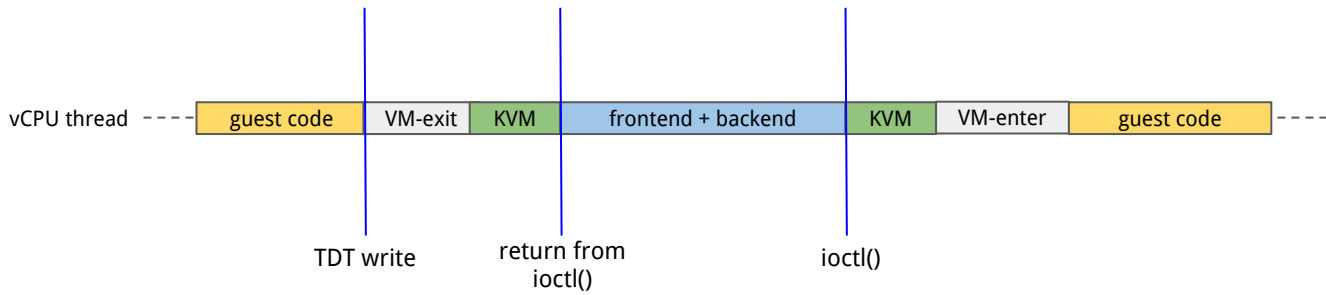 vCPU thread
guest code
VM-exit
KVM
frontend + backend
KVM
VM-enter
guest code
TDT write
return from
ioctl()
ioctl()